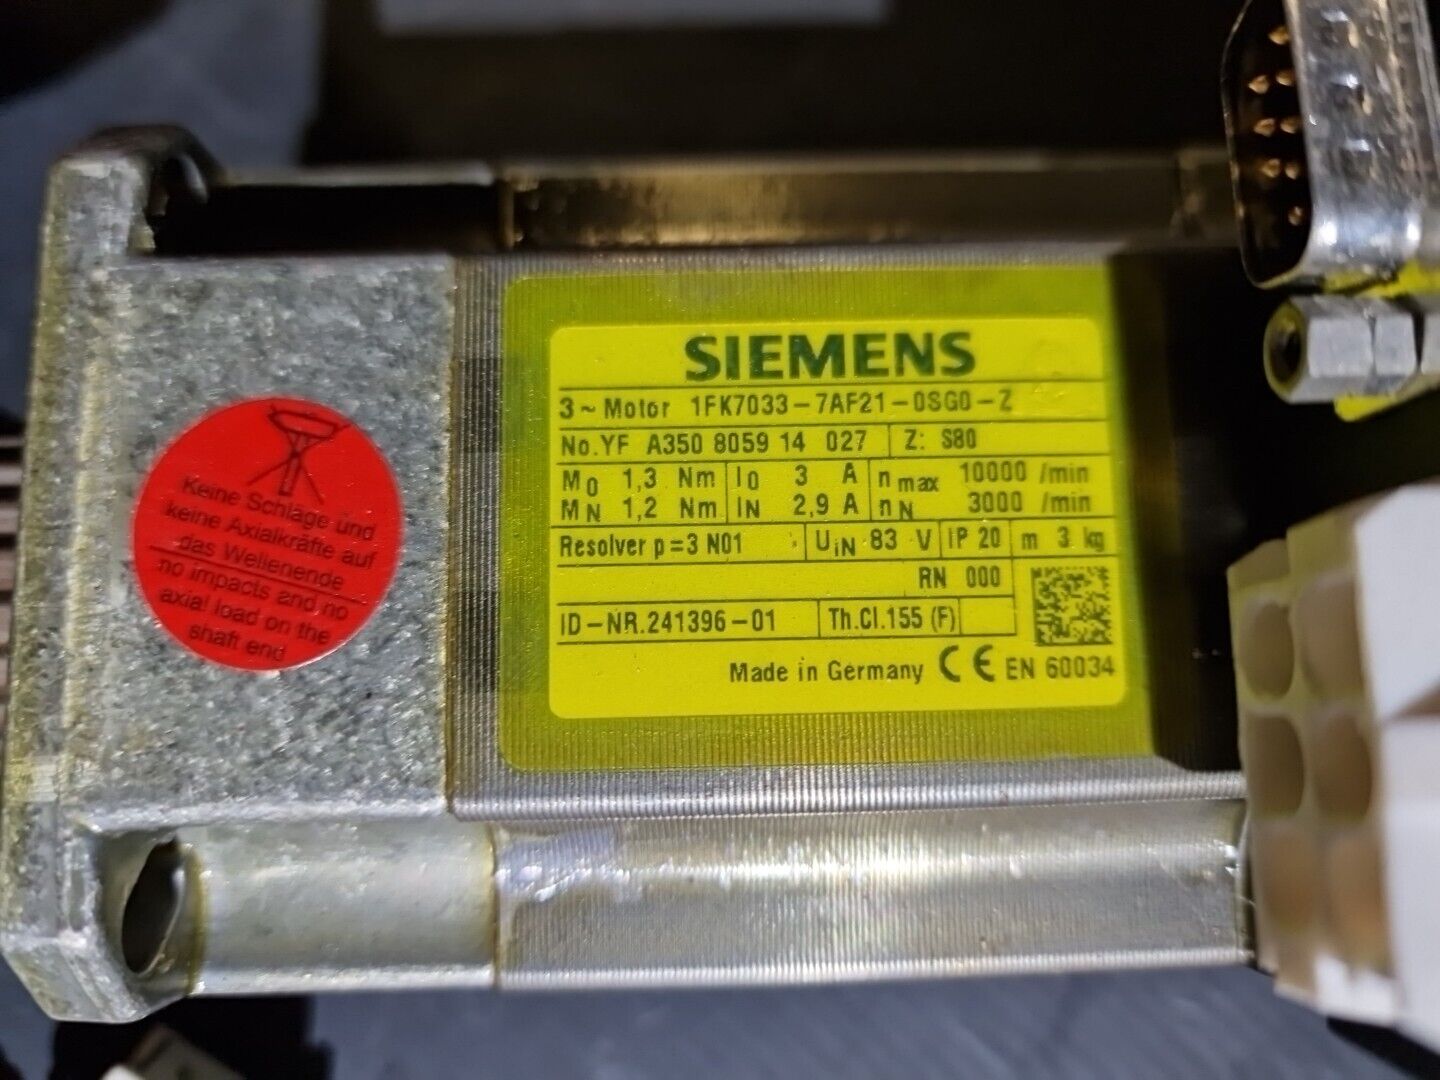 SIEMENS
3 ~ Motor 1FK7033-7AF21-0SG0-Z
No.YF A350 8059 14 027 Z: S80
M0 1,3 Nm I0 3 A nmax 10000 /min
MN 1,2 Nm IN 2,9 A nN 3000 /min
Resolver p=3 N01 UiN 83 V IP 20 m 3 kg
RN 000
ID-NR.241396-01 Th.Cl.155 (F)
Made in Germany CE EN 60034
Keine Schläge und
keine Axialkräfte auf
das Wellenende
no impacts and no
axial load on the
shaft end